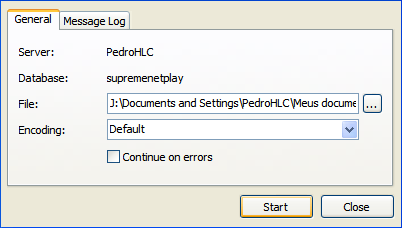 General Message Log
Server: PedroHLC
Database: supremenetplay
File: J:\Documents and Settings\PedroHLC\Meus docume ...
Encoding: Default
Continue on errors
Start Close